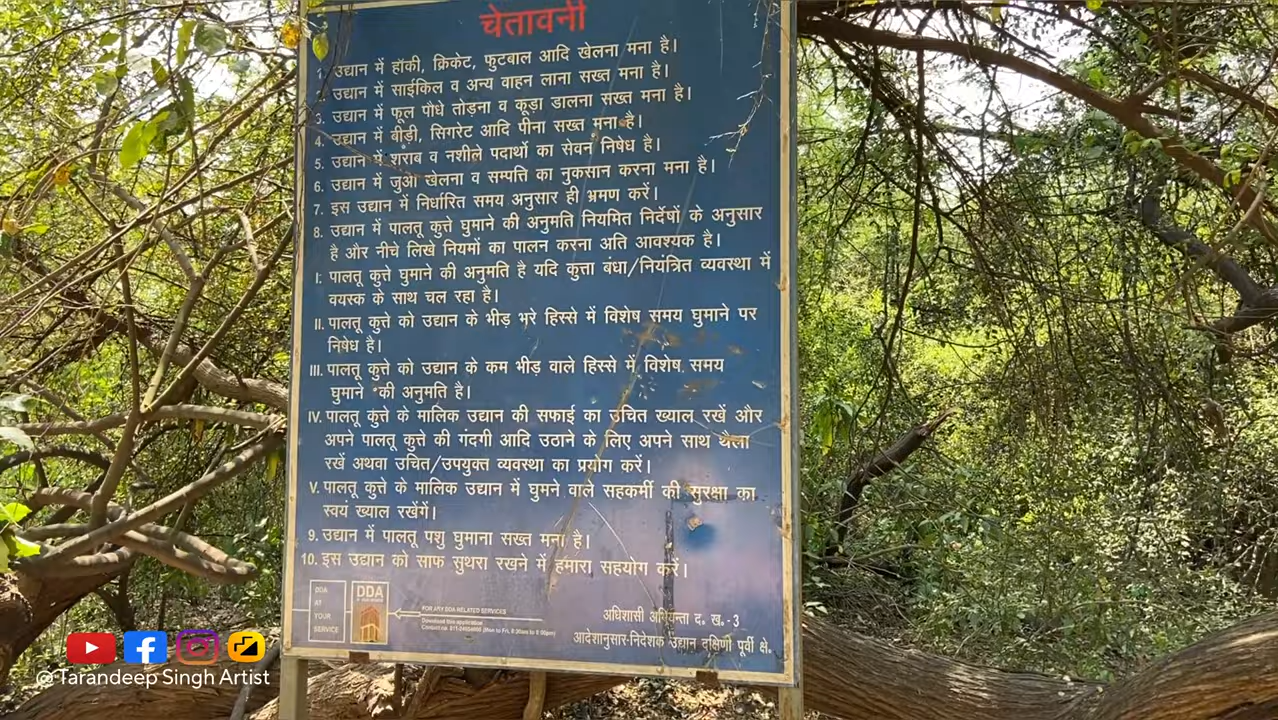 चेतावनी
1. उद्यान में हॉकी, क्रिकेट, फुटबाल आदि खेलना मना है।
उद्यान में साईकिल व अन्य वाहन लाना सख्त मना है।
3. उद्यान में फूल पौधे तोड़ना व कूड़ा डालना सख्त मना है।
4. उद्यान में बीड़ी, सिगरेट आदि पीना सख्त मना है।
5. उद्यान में शराब व नशीले पदार्थो का सेवन निषेध है।
6. उद्यान में जुआ खेलना व सम्पत्ति का नुकसान करना मना है।
7. इस उद्यान में निर्धारित समय अनुसार ही भ्रमण करें।
8. उद्यान में पालतू कुत्ते घुमाने की अनुमति नियमित निर्देषों के अनुसार
है और नीचे लिखे नियमों का पालन करना अति आवश्यक है।
I. पालतू कुत्ते घुमाने की अनुमति है यदि कुत्ता बंधा/नियंत्रित व्यवस्था में
वयस्क के साथ चल रहा है।
II. पालतू कुत्ते को उद्यान के भीड़ भरे हिस्से में विशेष समय घुमाने पर
निषेध है।
III. पालतू कुत्ते को उद्यान के कम भीड़ वाले हिस्से में विशेष समय
घुमाने की अनुमति है।
IV. पालतू कुत्ते के मालिक उद्यान की सफाई का उचित ख्याल रखें और
अपने पालतू कुत्ते की गंदगी आदि उठाने के लिए अपने साथ थैला
रखें अथवा उचित/उपयुक्त व्यवस्था का प्रयोग करें।
V. पालतू कुत्ते के मालिक उद्यान में घुमने वाले सहकर्मी की सुरक्षा का
स्वयं ख्याल रखेंगें।
9. उद्यान में पालतू पशु घुमाना सख्त मना है।
10. इस उद्यान को साफ सुथरा रखने में हमारा सहयोग करें।
DDA
AT
YOUR
SERVICE
DDA
FOR ANY DDA RELATED SERVICES
Download this application
अधिशासी अभियन्ता द. ख.-3
आदेशानुसार-निदेशक उद्यान दक्षिणी पूर्वी क्षे.
@Tarandeep Singh Artist